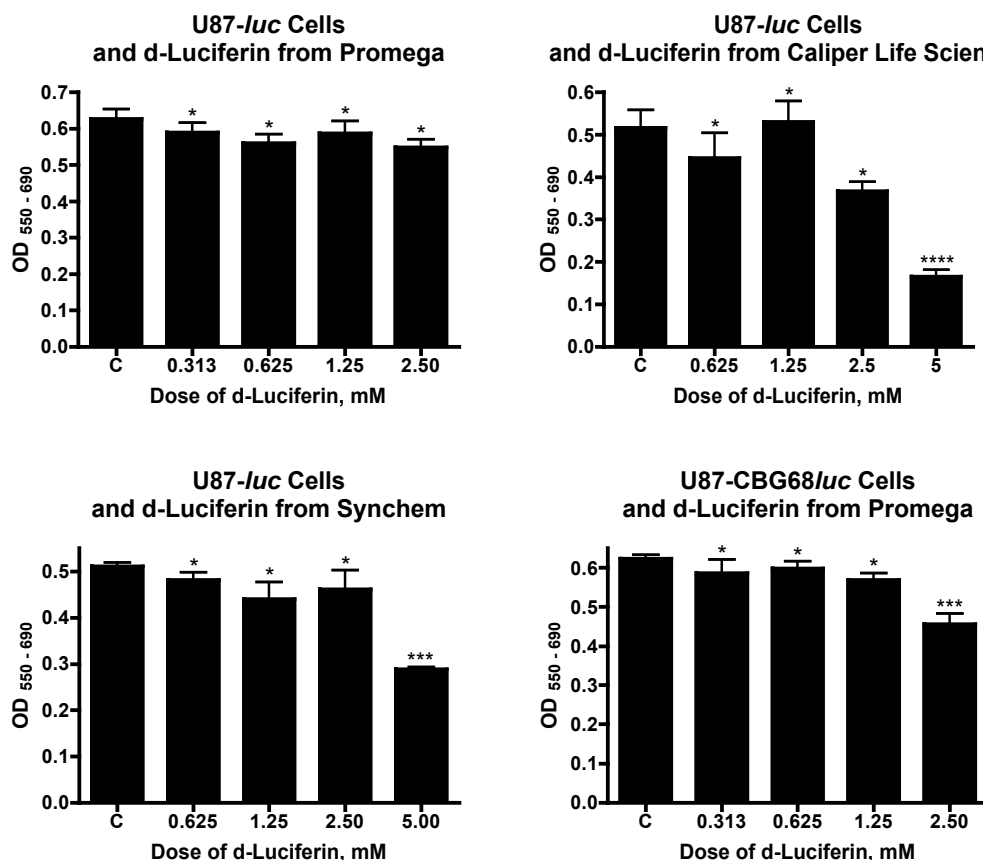 U87-luc Cells
and d-Luciferin from Promega
0.7
0.6
0.5
0.4
0.3
0.2
0.1
0.0
OD 550 - 690
* * * *
C 0.313 0.625 1.25 2.50
Dose of d-Luciferin, mM
U87-luc Cells
and d-Luciferin from Caliper Life Scien
0.6
0.5
0.4
0.3
0.2
0.1
0.0
OD 550 - 690
* * * ****
C 0.625 1.25 2.5 5
Dose of d-Luciferin, mM
U87-luc Cells
and d-Luciferin from Synchem
0.5
0.4
0.3
0.2
0.1
0.0
OD 550 - 690
* * * ***
C 0.625 1.25 2.50 5.00
Dose of d-Luciferin, mM
U87-CBG68luc Cells
and d-Luciferin from Promega
0.6
0.5
0.4
0.3
0.2
0.1
0.0
OD 550 - 690
* * * ***
C 0.313 0.625 1.25 2.50
Dose of d-Luciferin, mM